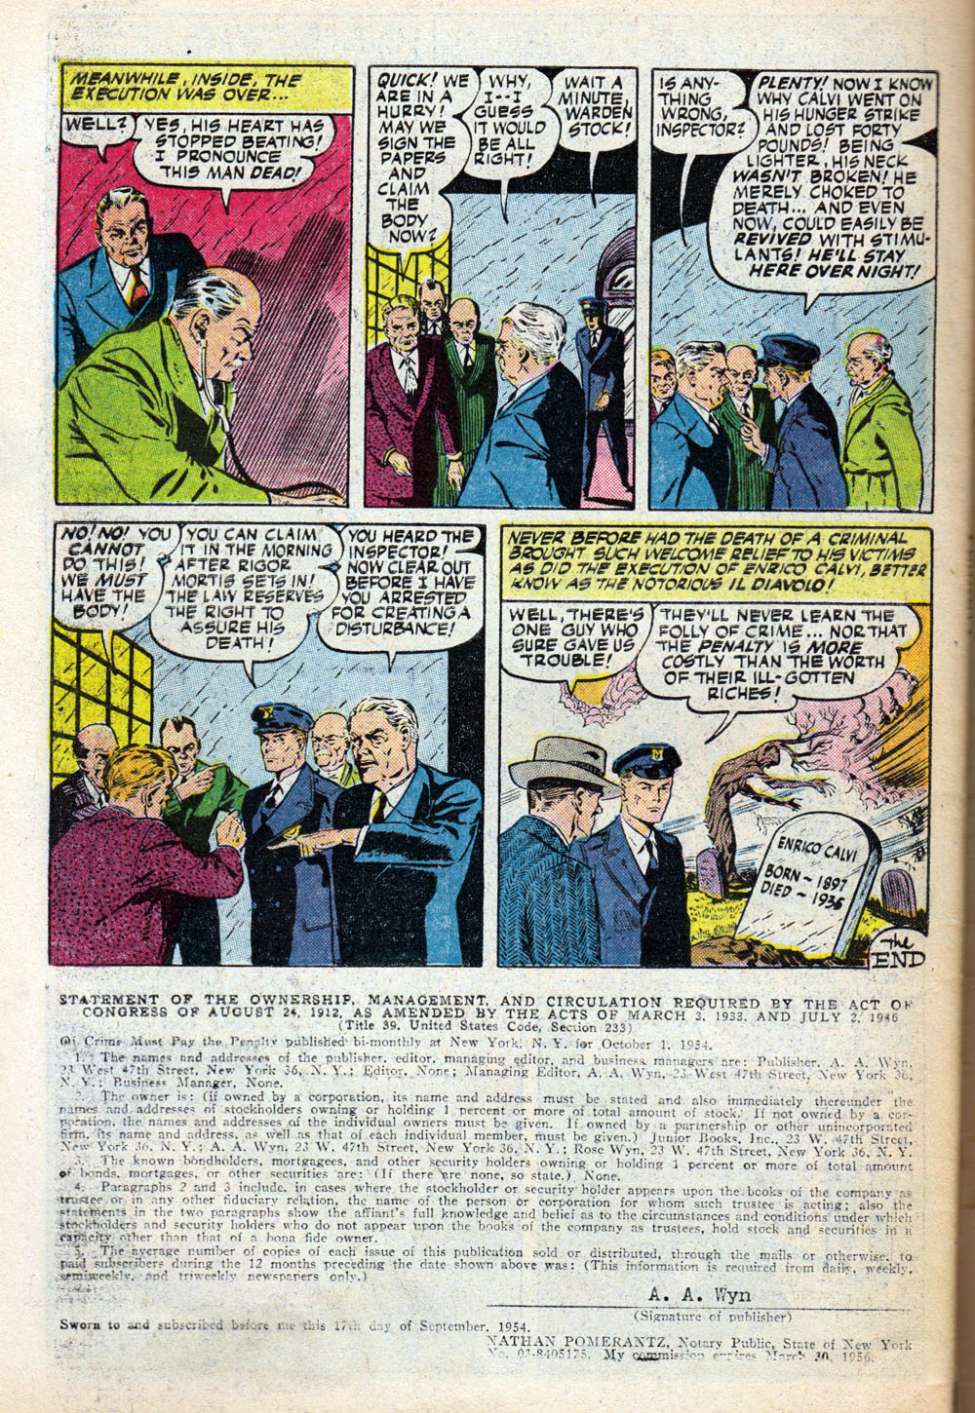 MEANWHILE, INSIDE, THE
EXECUTION WAS OVER...
WELL?
YES, HIS HEART HAS
STOPPED BEATING!
I PRONOUNCE
THIS MAN DEAD!
QUICK! WE
ARE IN A
HURRY!
MAY WE
SIGN THE
PAPERS
AND
CLAIM
THE
BODY
NOW?
WHY,
I--I
GUESS
IT WOULD
BE ALL
RIGHT!
WAIT A
MINUTE,
WARDEN
STOCK!
IS ANY-
THING
WRONG,
INSPECTOR?
PLENTY! NOW I KNOW
WHY CALVI WENT ON
HIS HUNGER STRIKE
AND LOST FORTY
POUNDS! BEING
LIGHTER, HIS NECK
WASN'T BROKEN! HE
MERELY CHOKED TO
DEATH... AND EVEN
NOW, COULD EASILY BE
REVIVED WITH STIMU-
LANTS! HE'LL STAY
HERE OVERNIGHT!
NO! NO! YOU
CANNOT
DO THIS!
WE MUST
HAVE THE
BODY!
YOU CAN CLAIM
IT IN THE MORNING
AFTER RIGOR
MORTIS SETS IN!
THE LAW RESERVES
THE RIGHT TO
ASSURE HIS
DEATH!
YOU HEARD THE
INSPECTOR!
NOW CLEAR OUT
BEFORE I HAVE
YOU ARRESTED
FOR CREATING A
DISTURBANCE!
NEVER BEFORE HAD THE DEATH OF A CRIMINAL
BROUGHT SUCH WELCOME RELIEF TO HIS VICTIMS
AS DID THE EXECUTION OF ENRICO CALVI, BETTER
KNOW AS THE NOTORIOUS IL DIAVOLO!
WELL, THERE'S
ONE GUY WHO
SURE GAVE US
TROUBLE!
THEY'LL NEVER LEARN THE
FOLLY OF CRIME... NOR THAT
THE PENALTY IS MORE
COSTLY THAN THE WORTH
OF THEIR ILL-GOTTEN
RICHES!
ENRICO CALVI
BORN ~ 1897
DIED ~ 1936
The
END
STATEMENT OF THE OWNERSHIP, MANAGEMENT, AND CIRCULATION REQUIRED BY THE ACT OF
CONGRESS OF AUGUST 24, 1912, AS AMENDED BY THE ACTS OF MARCH 3, 1933, AND JULY 2, 1946
(Title 39, United States Code, Section 233)
Of Crime Must Pay the Penalty published bi-monthly at New York, N. Y. for October 1, 1954.
1. The names and addresses of the publisher, editor, managing editor, and business managers are: Publisher, A. A. Wyn,
23 West 47th Street, New York 36, N. Y.; Editor, None; Managing Editor, A. A. Wyn, 23 West 47th Street, New York 36,
N. Y.; Business Manager, None.
2. The owner is: (if owned by a corporation, its name and address must be stated and also immediately thereunder the
names and addresses of stockholders owning or holding 1 percent or more of total amount of stock. If not owned by a cor-
poration, the names and addresses of the individual owners must be given. If owned by a partnership or other unincorporated
firm, its name and address, as well as that of each individual member, must be given.) Junior Books, Inc., 23 W. 47th Street,
New York 36, N. Y.; A. A. Wyn, 23 W. 47th Street, New York 36, N. Y.; Rose Wyn, 23 W. 47th Street, New York 36, N. Y.
3. The known bondholders, mortgagees, and other security holders owning or holding 1 percent or more of total amount
of bonds, mortgages, or other securities are: (If there are none, so state.) None.
4. Paragraphs 2 and 3 include, in cases where the stockholder or security holder appears upon the books of the company as
trustee or in any other fiduciary relation, the name of the person or corporation for whom such trustee is acting; also the
statements in the two paragraphs show the affiant's full knowledge and belief as to the circumstances and conditions under which
stockholders and security holders who do not appear upon the books of the company as trustees, hold stock and securities in a
capacity other than that of a bona fide owner.
5. The average number of copies of each issue of this publication sold or distributed, through the mails or otherwise, to
paid subscribers during the 12 months preceding the date shown above was: (This information is required from daily, weekly,
semiweekly, and triweekly newspapers only.)
A. A. Wyn
(Signature of publisher)
Sworn to and subscribed before me this 17th day of September, 1954.
NATHAN POMERANTZ, Notary Public, State of New York
No. 03-8405175. My commission expires March 30, 1956.